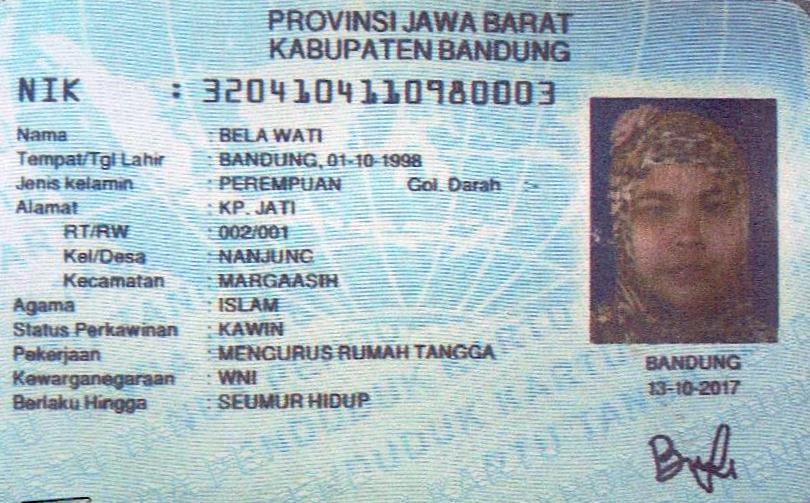 PROVINSI JAWA BARAT
KABUPATEN BANDUNG
NIK : 3204104110980003
Nama : BELA WATI
Tempat/Tgl Lahir : BANDUNG, 01-10-1998
Jenis kelamin : PEREMPUAN Gol. Darah :-
Alamat : KP. JATI
RT/RW : 002/001
Kel/Desa : NANJUNG
Kecamatan : MARGAASIH
Agama : ISLAM
Status Perkawinan : KAWIN
Pekerjaan : MENGURUS RUMAH TANGGA
Kewarganegaraan : WNI
Berlaku Hingga : SEUMUR HIDUP
BANDUNG
13-10-2017